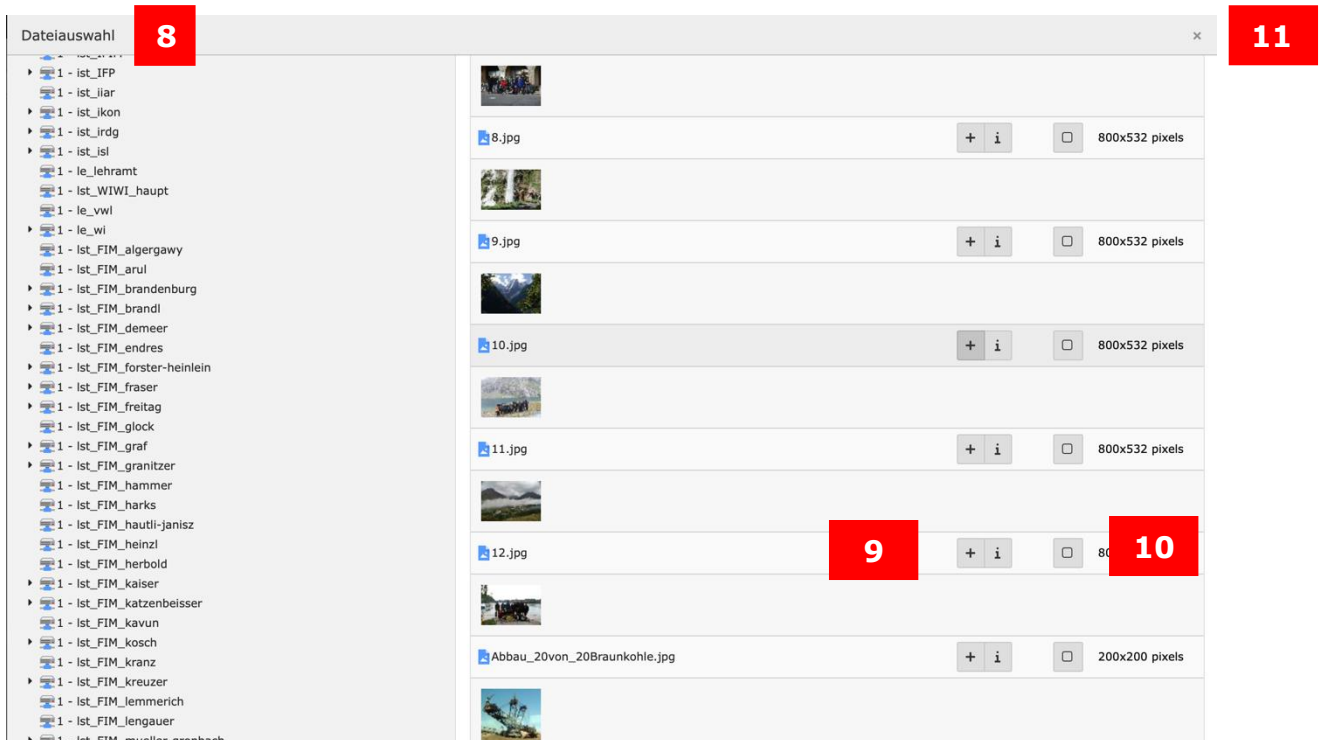 Dateiauswahl
8
11
×
1 - ist_IFP
1 - ist_iiar
1 - ist_ikon
1 - ist_irdg
1 - ist_isl
1 - le_lehramt
1 - lst_WIWI_haupt
1 - le_vwl
1 - le_wi
1 - lst_FIM_algergawy
1 - lst_FIM_arul
1 - lst_FIM_brandenburg
1 - lst_FIM_brandl
1 - lst_FIM_demeer
1 - lst_FIM_endres
1 - lst_FIM_forster-heinlein
1 - lst_FIM_fraser
1 - lst_FIM_freitag
1 - lst_FIM_glock
1 - lst_FIM_graf
1 - lst_FIM_granitzer
1 - lst_FIM_hammer
1 - lst_FIM_harks
1 - lst_FIM_hautli-janisz
1 - lst_FIM_heinzl
1 - lst_FIM_herbold
1 - lst_FIM_kaiser
1 - lst_FIM_katzenbeisser
1 - lst_FIM_kavun
1 - lst_FIM_kosch
1 - lst_FIM_kranz
1 - lst_FIM_kreuzer
1 - lst_FIM_lemmerich
1 - lst_FIM_lengauer
1 - lst_FIM_mueller-gronbach
8.jpg + i 800x532 pixels
9.jpg + i 800x532 pixels
10.jpg + i 800x532 pixels
11.jpg + i 800x532 pixels
12.jpg 9 + i 10
Abbau_20von_20Braunkohle.jpg + i 200x200 pixels